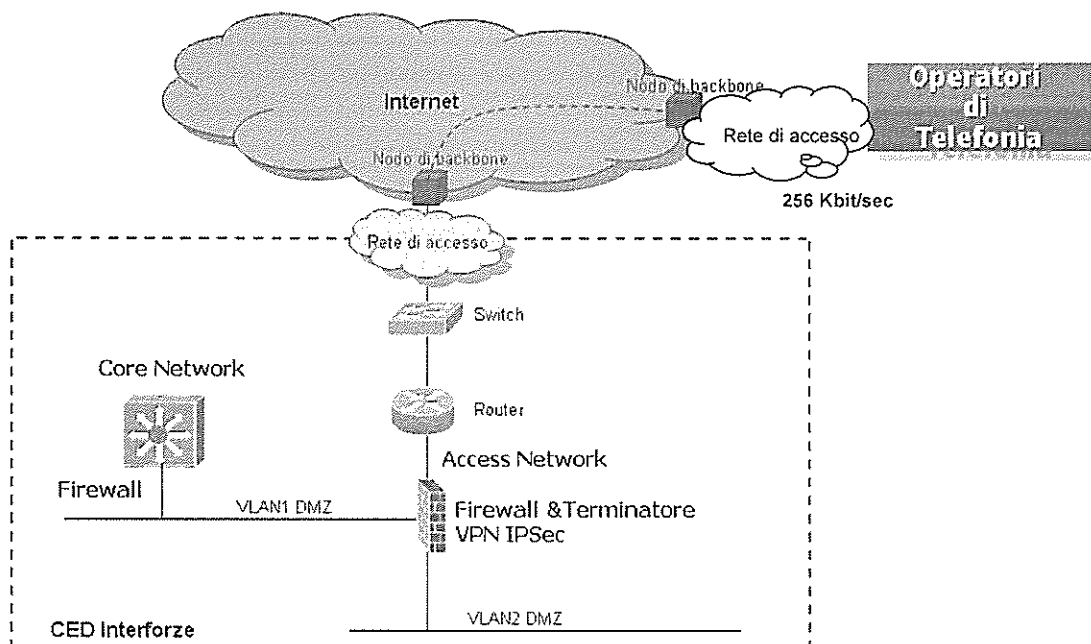 Operatori
di
Telefonia
Nodo di backbone
Internet
Rete di accesso
Nodo di backbone
256 Kbit/sec
Rete di accesso
Switch
Core Network
Router
Access Network
Firewall
VLAN1 DMZ
Firewall &Terminatore
VPN IPSec
VLAN2 DMZ
CED Interforze